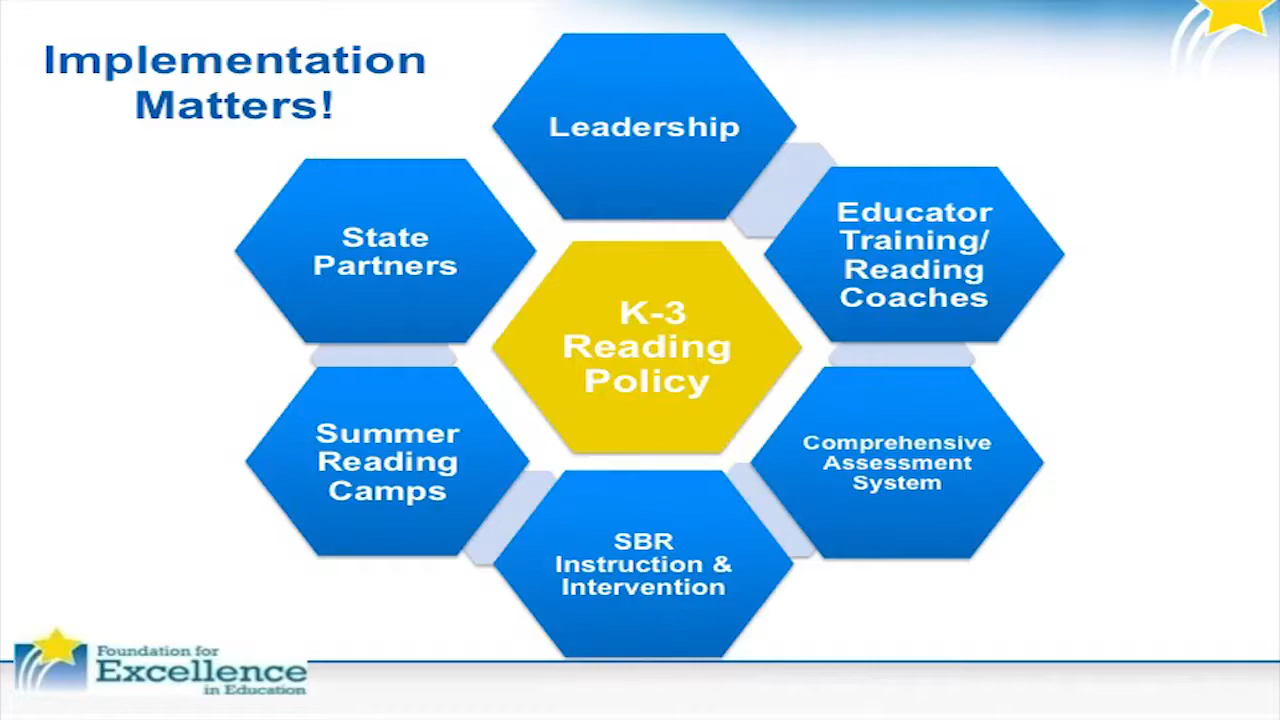 Implementation
Matters!
Leadership
Educator
Training/
Reading
Coaches
Comprehensive
Assessment
System
SBR
Instruction &
Intervention
Summer
Reading
Camps
State
Partners
K-3
Reading
Policy
Foundation for
Excellence
in Education